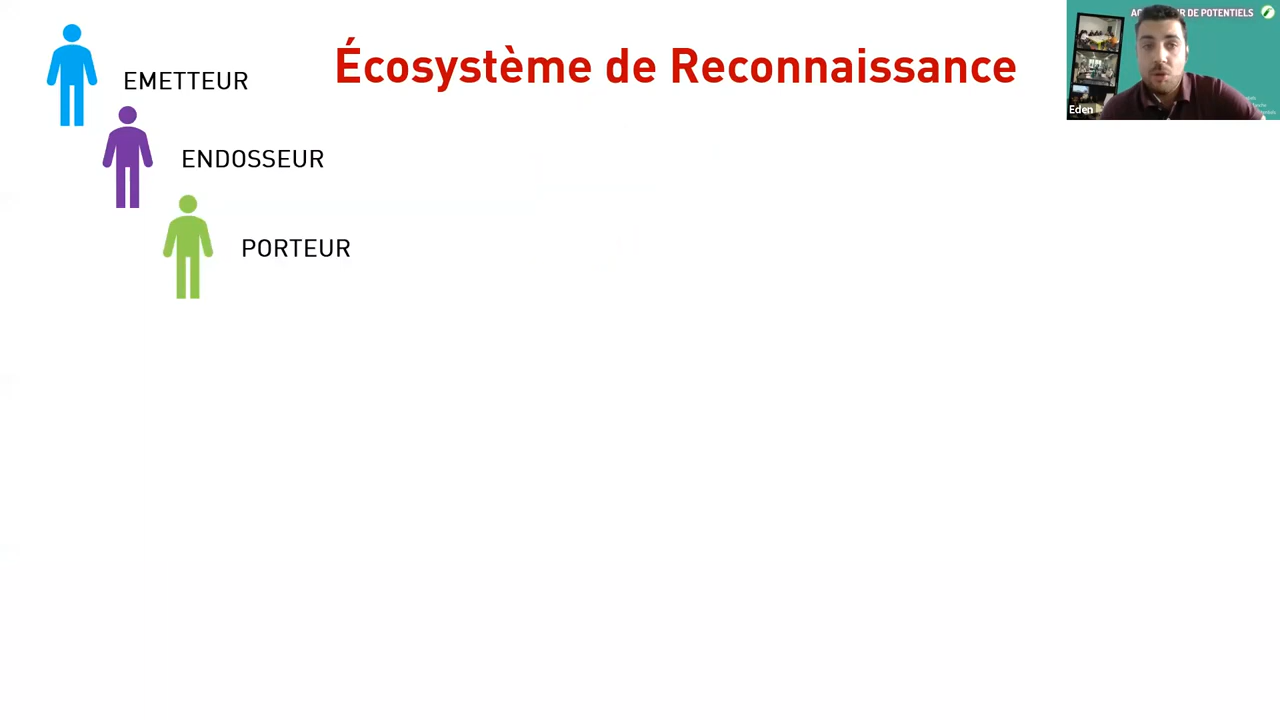 Écosystème de Reconnaissance
EMETTEUR
ENDOSSEUR
PORTEUR
DE POTENTIELS
Eden